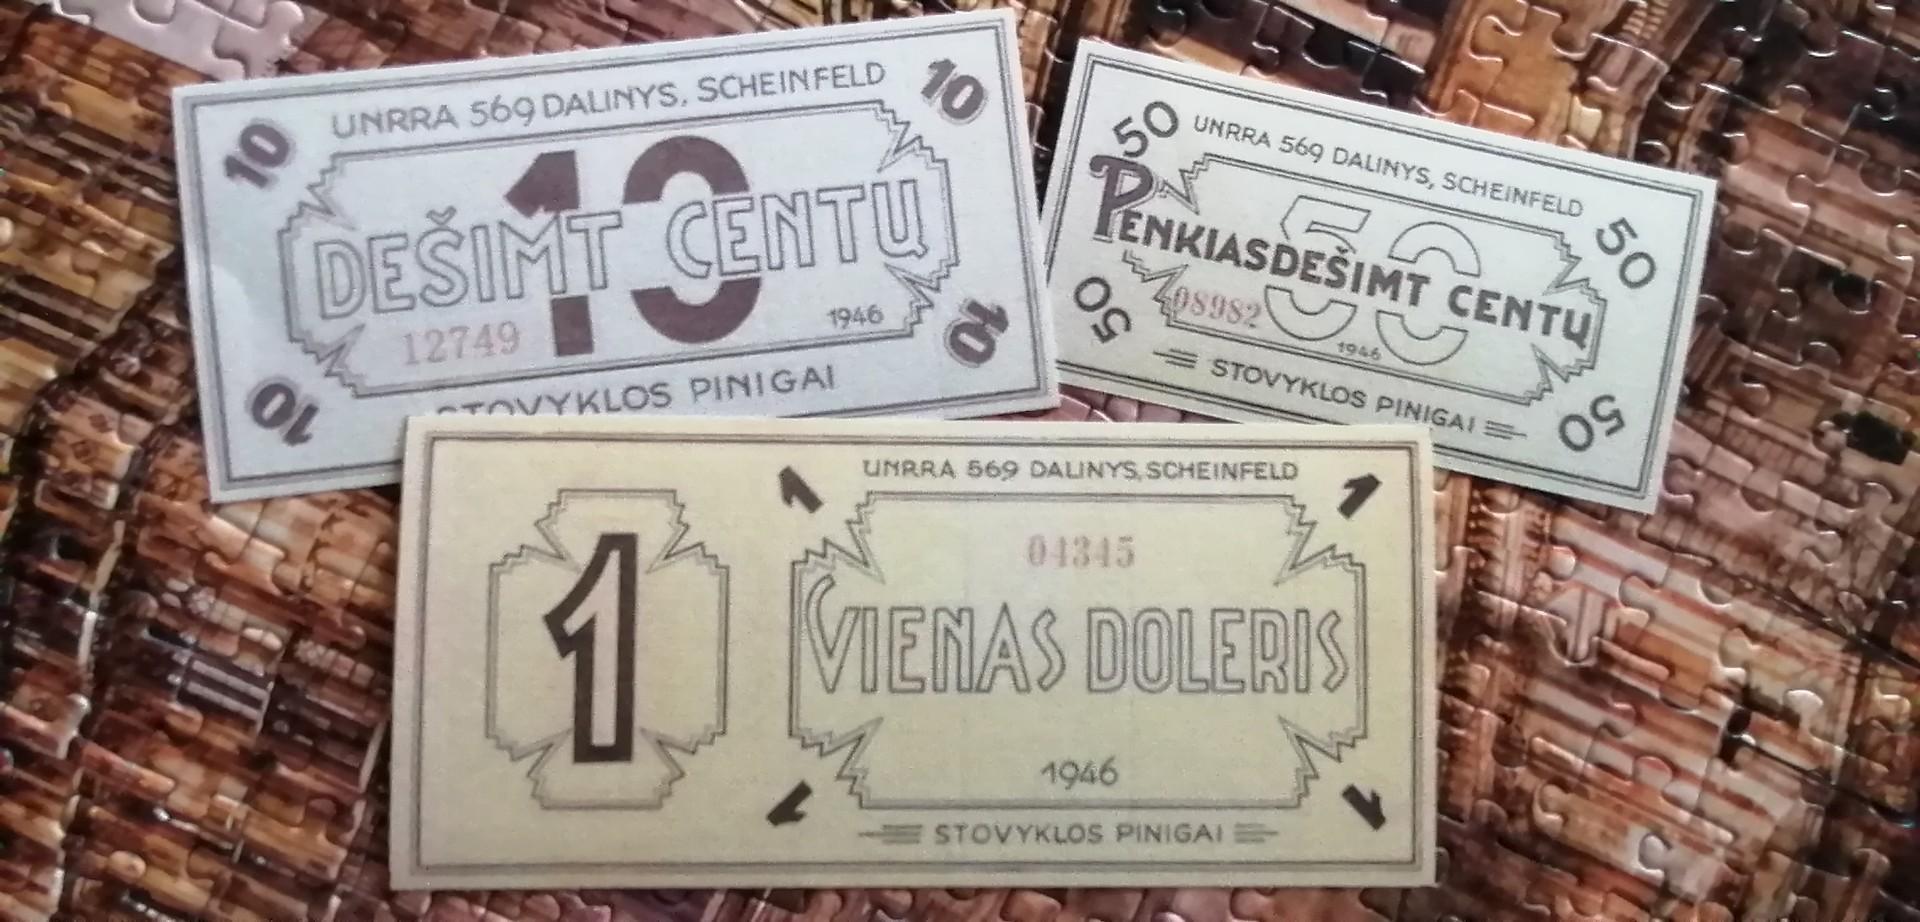 UNRRA 569 DALINYS, SCHEINFELD
10
10
10
DEŠIMT CENTŲ
12749
1946
10
10
STOVYKLOS PINIGAI
50
UNRRA 569 DALINYS, SCHEINFELD
50
50
PENKIASDEŠIMT CENTŲ
08982
1946
50
50
STOVYKLOS PINIGAI
1
UNRRA 569 DALINYS, SCHEINFELD
1
04345
1
VIENAS DOLERIS
1946
1
1
STOVYKLOS PINIGAI